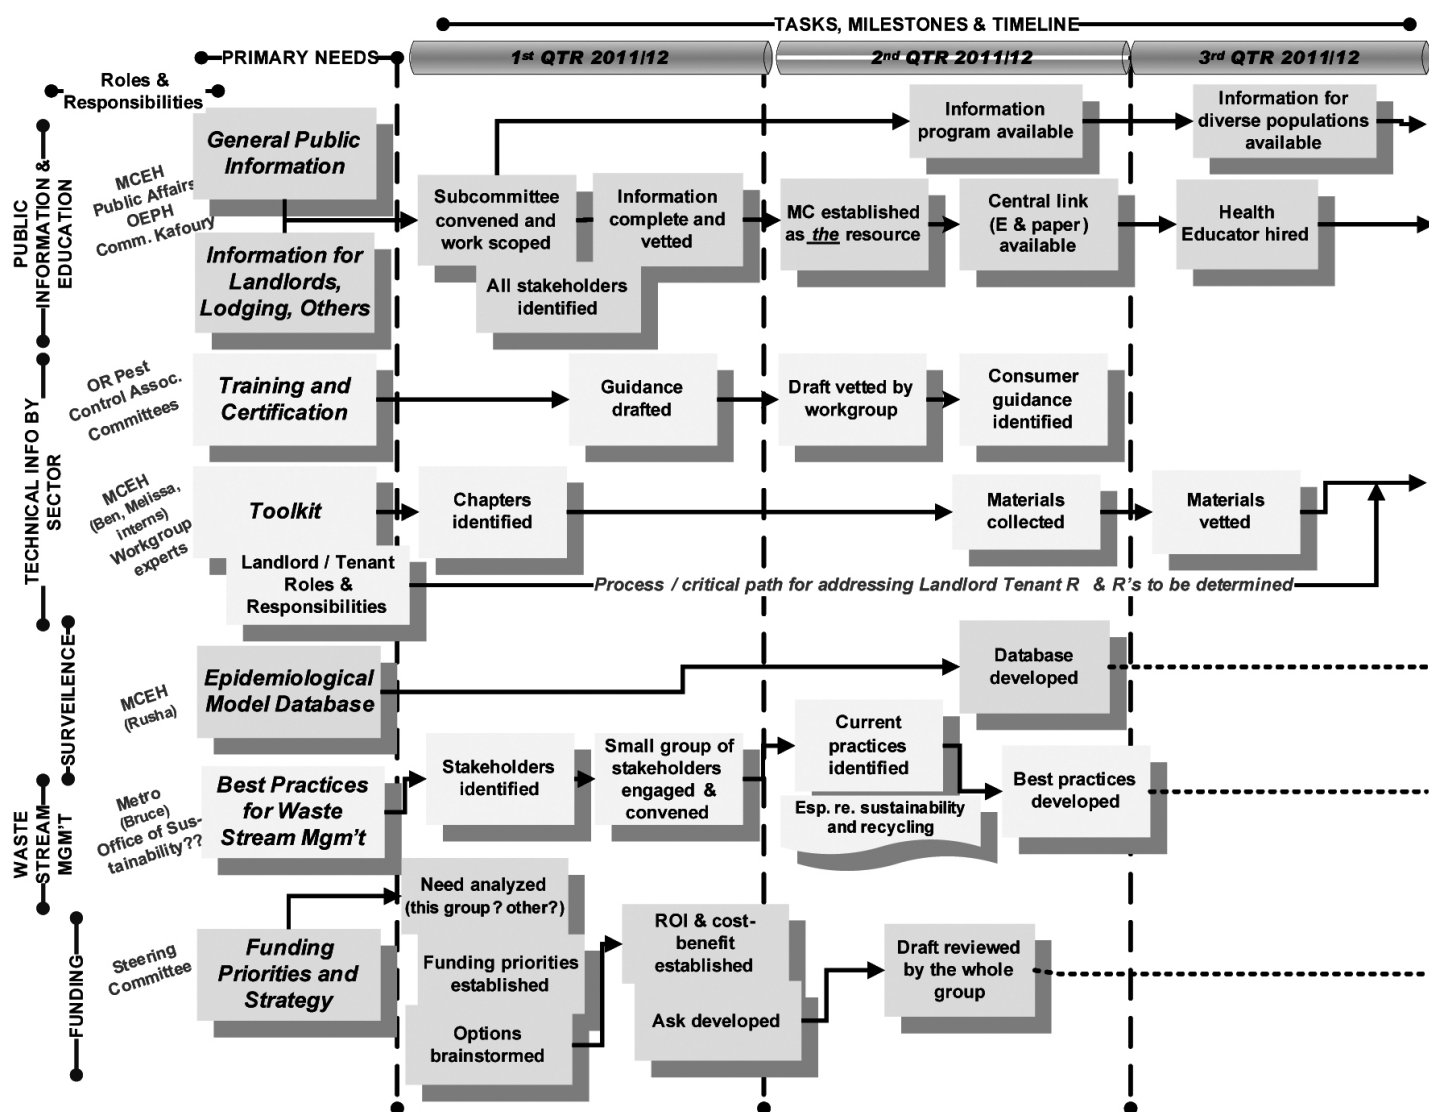 TASKS, MILESTONES & TIMELINE
PRIMARY NEEDS
1st QTR 2011/12
2nd QTR 2011/12
3rd QTR 2011/12
Roles &
Responsibilities
PUBLIC
INFORMATION &
EDUCATION
MCEH
Public Affairs
OEPH
Comm. Kafoury
General Public
Information
Information for
Landlords,
Lodging, Others
Subcommittee
convened and
work scoped
Information
complete and
vetted
All stakeholders
identified
Information
program available
Information for
diverse populations
available
MC established
as the resource
Central link
(E & paper)
available
Health
Educator hired
TECHNICAL INFO BY
SECTOR
OR Pest
Control Assoc.
Committees
Training and
Certification
Guidance
drafted
Draft vetted by
workgroup
Consumer
guidance
identified
MCEH
(Ben, Melissa,
interns)
Workgroup
experts
Toolkit
Chapters
identified
Materials
collected
Materials
vetted
Landlord / Tenant
Roles &
Responsibilities
Process / critical path for addressing Landlord Tenant R & R's to be determined
SURVEILENCE
MCEH
(Rusha)
Epidemiological
Model Database
Database
developed
WASTE
STREAM
MGM'T
Metro
(Bruce)
Office of Sus-
tainability??
Best Practices
for Waste
Stream Mgm't
Stakeholders
identified
Small group of
stakeholders
engaged &
convened
Current
practices
identified
Esp. re. sustainability
and recycling
Best practices
developed
FUNDING
Steering
Committee
Funding
Priorities and
Strategy
Need analyzed
(this group? other?)
Funding priorities
established
Options
brainstormed
ROI & cost-
benefit
established
Ask developed
Draft reviewed
by the whole
group